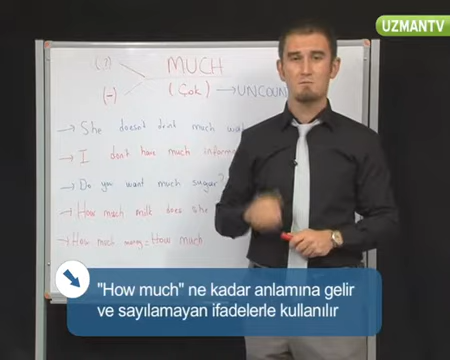 UZMANTV
(?) MUCH
(-) (Çok) → UNCOUN
→ She doesn't drink much wat
→ I don't have much informa
→ Do you want much sugar?
→ How much milk does she
→ How much money = How much
"How much" ne kadar anlamına gelir
ve sayılamayan ifadelerle kullanılır